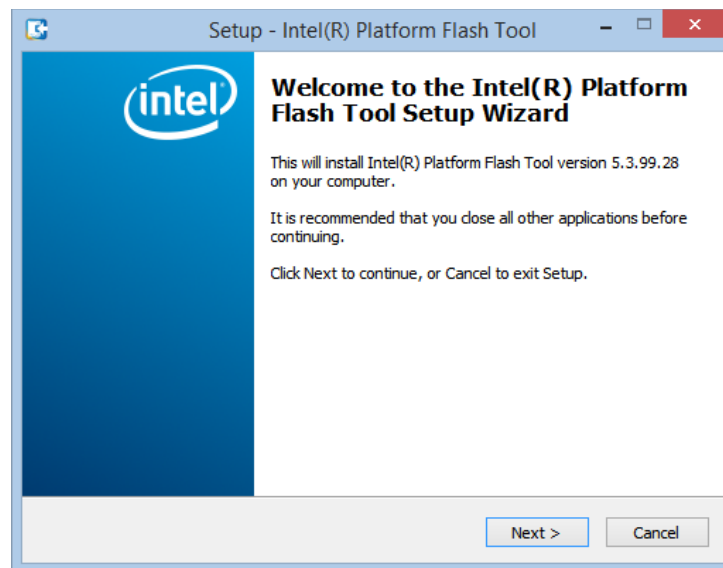 Setup - Intel(R) Platform Flash Tool
intel
Welcome to the Intel(R) Platform
Flash Tool Setup Wizard
This will install Intel(R) Platform Flash Tool version 5.3.99.28
on your computer.
It is recommended that you close all other applications before
continuing.
Click Next to continue, or Cancel to exit Setup.
Next >
Cancel